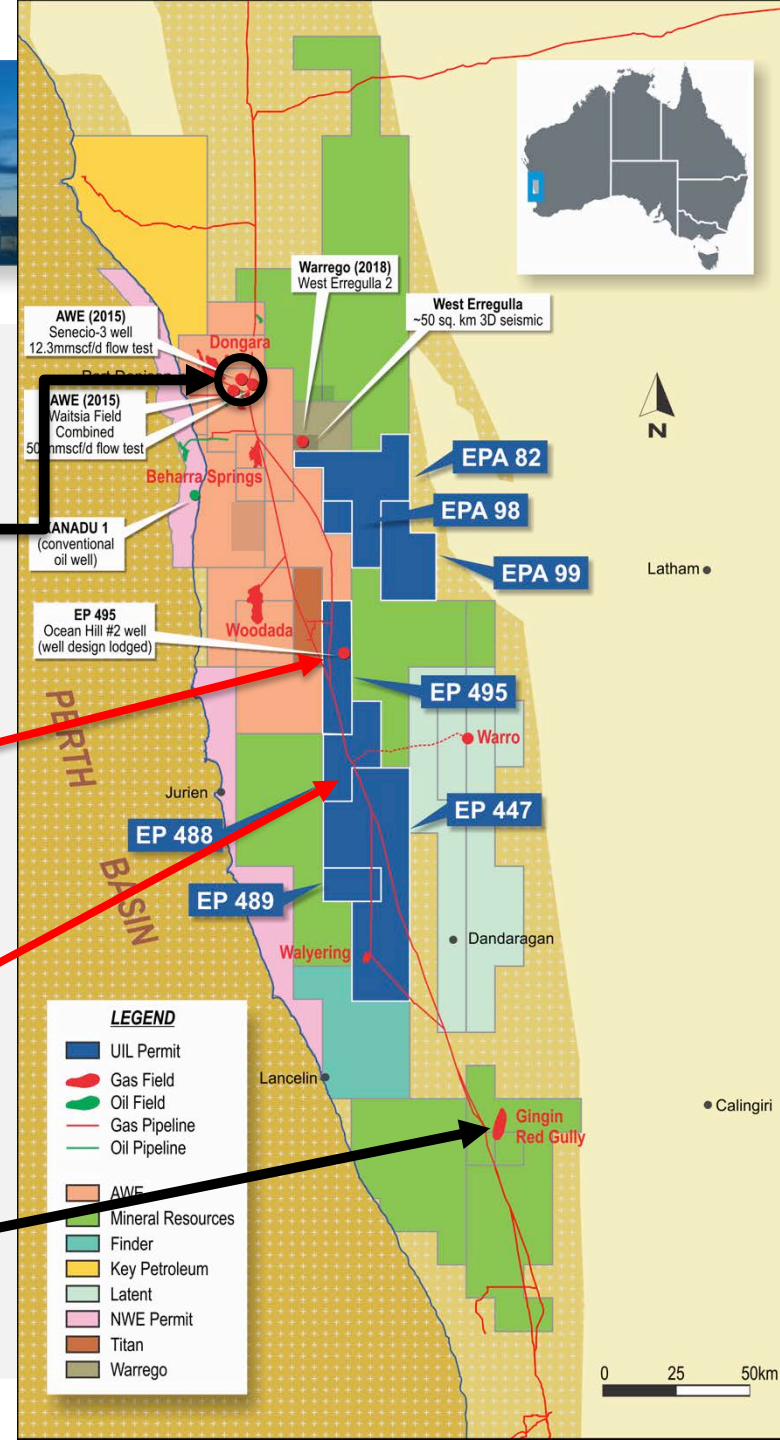 Warrego (2018)
West Erregulla 2
West Erregulla
~50 sq. km 3D seismic
AWE (2015)
Senecio-3 well
12.3mmscf/d flow test
Dongara
AWE (2015)
Waitsia Field
Combined
50mmscf/d flow test
N
EPA 82
Beharra Springs
EPA 98
KANADU 1
(conventional
oil well)
EPA 99
Latham
EP 495
Ocean Hill #2 well
(well design lodged)
Woodada
EP 495
PERTH
BASIN
Warro
Jurien
EP 447
EP 488
EP 489
Dandaragan
Walyering
LEGEND
UIL Permit
Gas Field
Oil Field
Gas Pipeline
Oil Pipeline
AWE
Mineral Resources
Finder
Key Petroleum
Latent
NWE Permit
Titan
Warrego
Lancelin
Calingiri
Gingin
Red Gully
0 25 50km